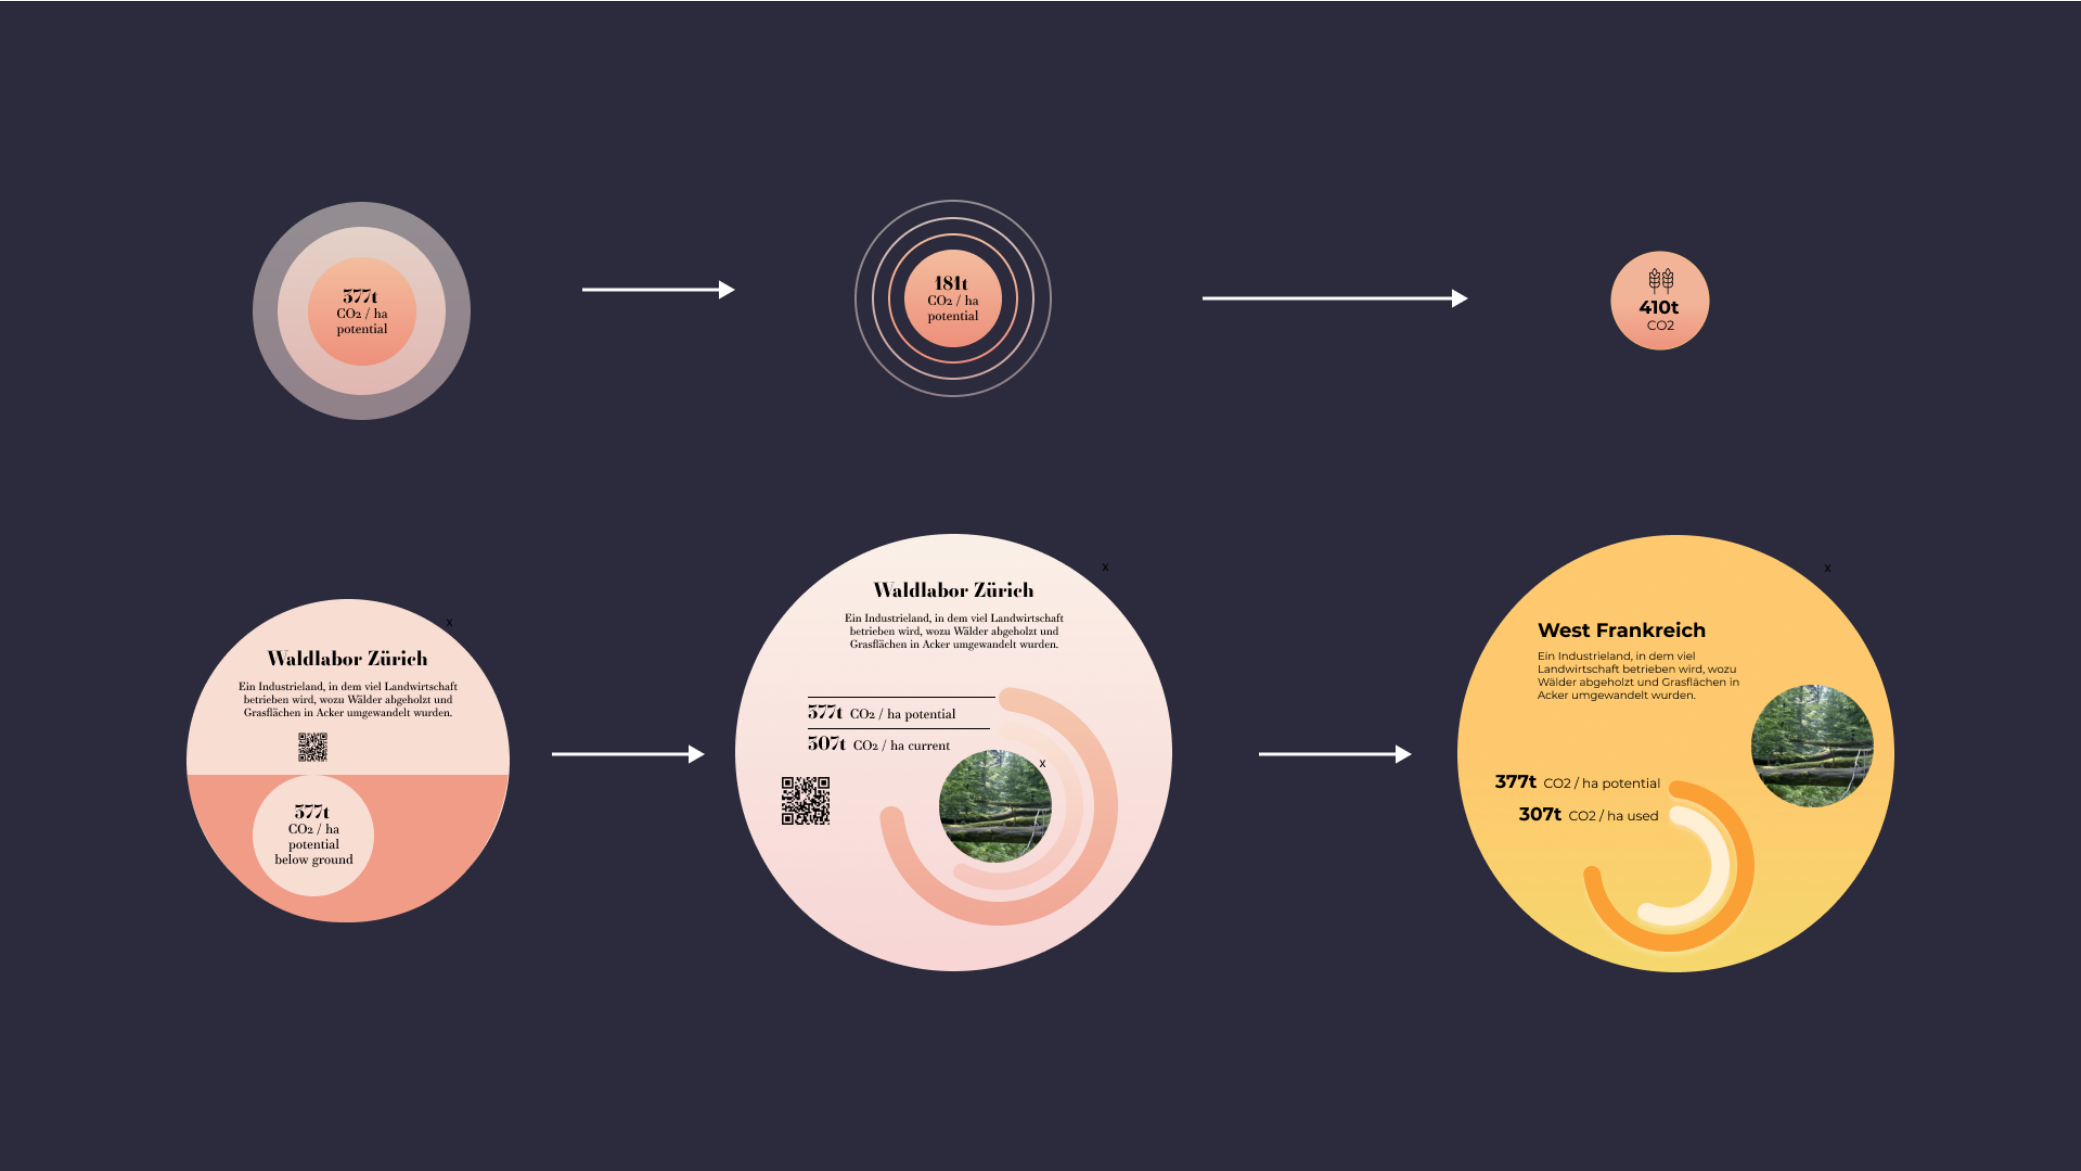 377t
CO2 / ha
potential
181t
CO2 / ha
potential
410t
CO2
x
Waldlabor Zürich
Ein Industrieland, in dem viel Landwirtschaft
betrieben wird, wozu Wälder abgeholzt und
Grasflächen in Acker umgewandelt wurden.
377t
CO2 / ha
potential
below ground
x
Waldlabor Zürich
Ein Industrieland, in dem viel Landwirtschaft
betrieben wird, wozu Wälder abgeholzt und
Grasflächen in Acker umgewandelt wurden.
377t CO2 / ha potential
307t CO2 / ha current
x
x
West Frankreich
Ein Industrieland, in dem viel
Landwirtschaft betrieben wird, wozu
Wälder abgeholzt und Grasflächen in
Acker umgewandelt wurden.
377t CO2 / ha potential
307t CO2 / ha used